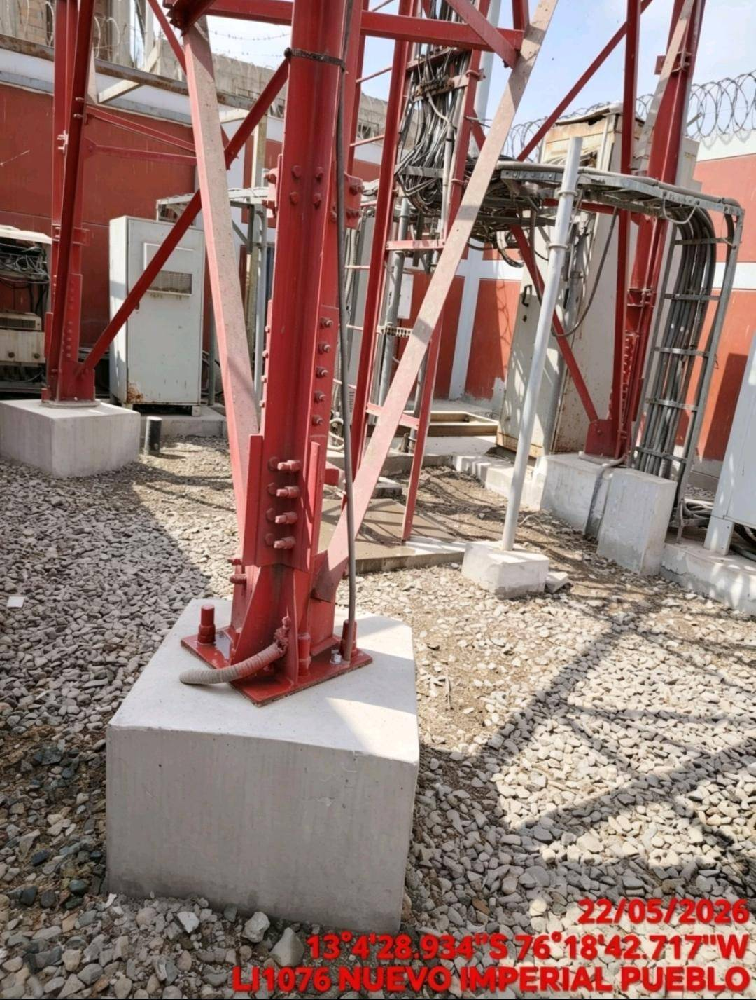 22/05/2026
13°4'28.934"S 76°18'42.717"W
LI1076 NUEVO IMPERIAL PUEBLO